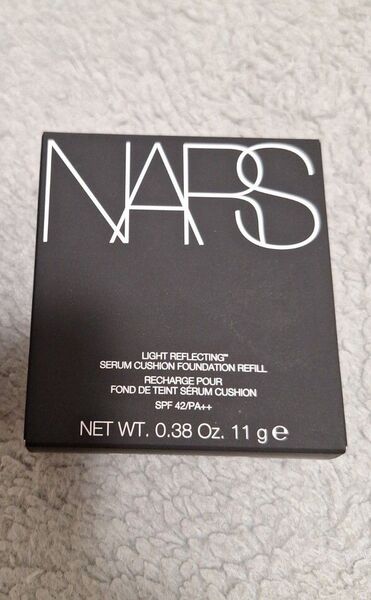 NARS
LIGHT REFLECTING™
SERUM CUSHION FOUNDATION REFILL
RECHARGE POUR
FOND DE TEINT SÉRUM CUSHION
SPF 42/PA++
NET WT. 0.38 Oz. 11 g ℮